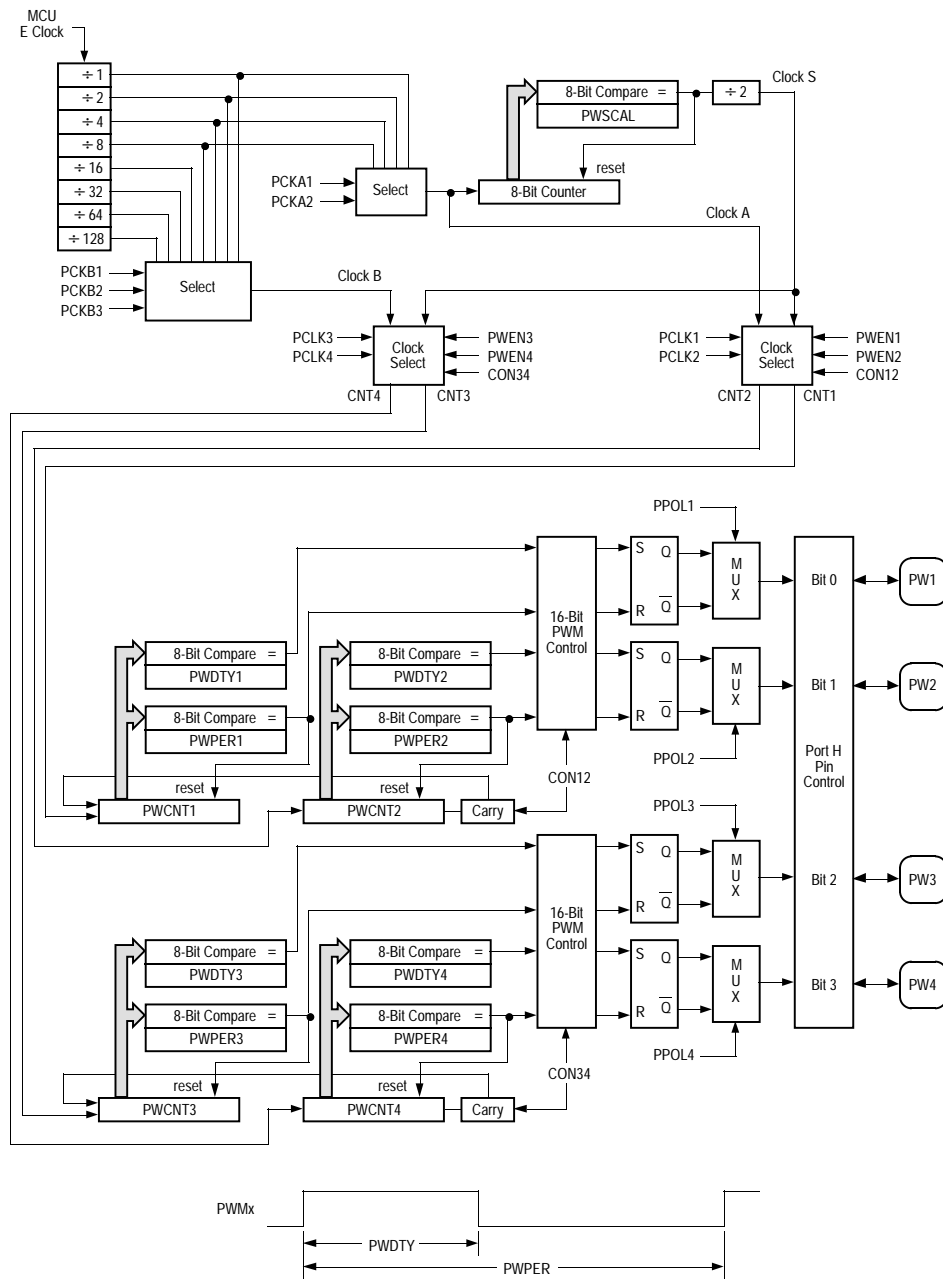 MCU
E Clock
÷ 1
÷ 2
÷ 4
÷ 8
÷ 16
÷ 32
÷ 64
÷ 128
8-Bit Compare =
PWSCAL
÷ 2
Clock S
reset
PCKA1
PCKA2
Select
8-Bit Counter
Clock A
PCKB1
PCKB2
PCKB3
Select
Clock B
PCLK3
PCLK4
Clock
Select
PWEN3
PWEN4
CON34
CNT4
CNT3
PCLK1
PCLK2
Clock
Select
PWEN1
PWEN2
CON12
CNT2
CNT1
PPOL1
S
Q
R
Q
MUX
Bit 0
PW1
16-Bit
PWM
Control
8-Bit Compare =
PWDTY1
8-Bit Compare =
PWDTY2
S
Q
R
Q
MUX
Bit 1
PW2
8-Bit Compare =
PWPER1
8-Bit Compare =
PWPER2
PPOL2
CON12
Port H
Pin
Control
reset
PWCNT1
reset
PWCNT2
Carry
PPOL3
S
Q
R
Q
MUX
Bit 2
PW3
16-Bit
PWM
Control
8-Bit Compare =
PWDTY3
8-Bit Compare =
PWDTY4
S
Q
R
Q
MUX
Bit 3
PW4
8-Bit Compare =
PWPER3
8-Bit Compare =
PWPER4
PPOL4
CON34
reset
PWCNT3
reset
PWCNT4
Carry
PWMx
PWDTY
PWPER